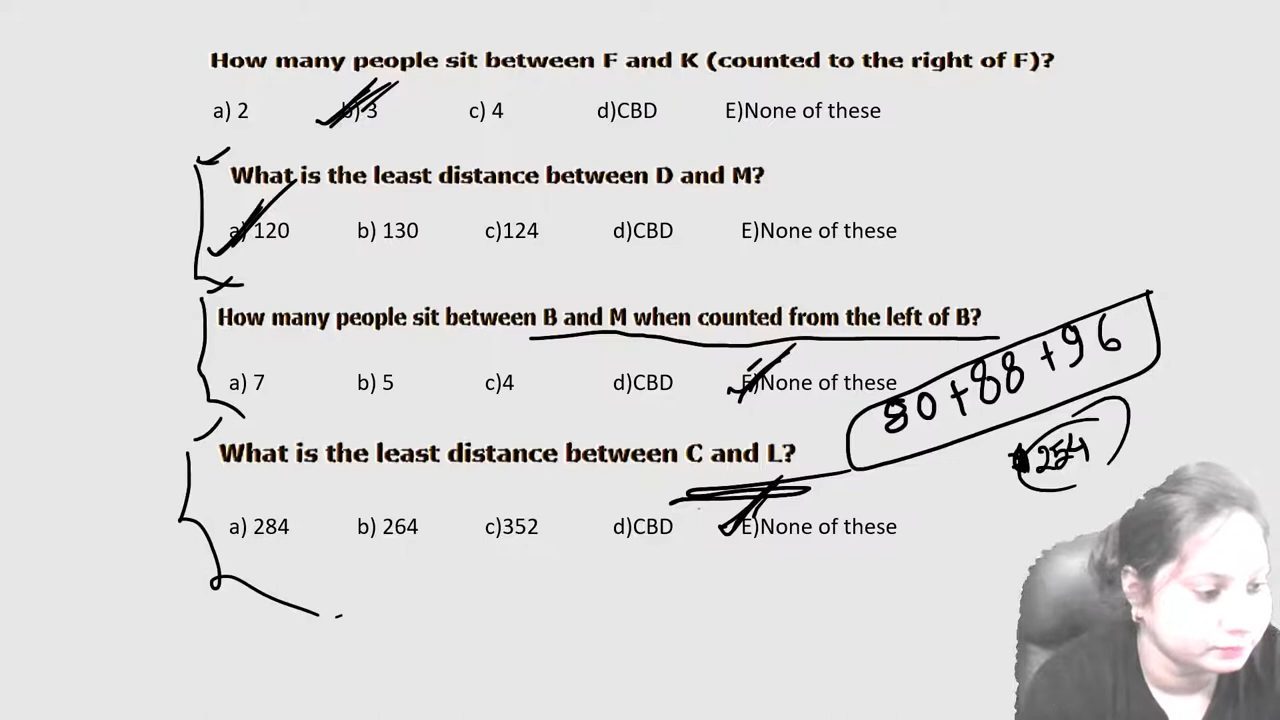 How many people sit between F and K (counted to the right of F)?
a) 2 b) 3 c) 4 d)CBD E)None of these
What is the least distance between D and M?
a) 120 b) 130 c)124 d)CBD E)None of these
How many people sit between B and M when counted from the left of B?
a) 7 b) 5 c)4 d)CBD E)None of these
80+88+96
What is the least distance between C and L?
254
a) 284 b) 264 c)352 d)CBD E)None of these